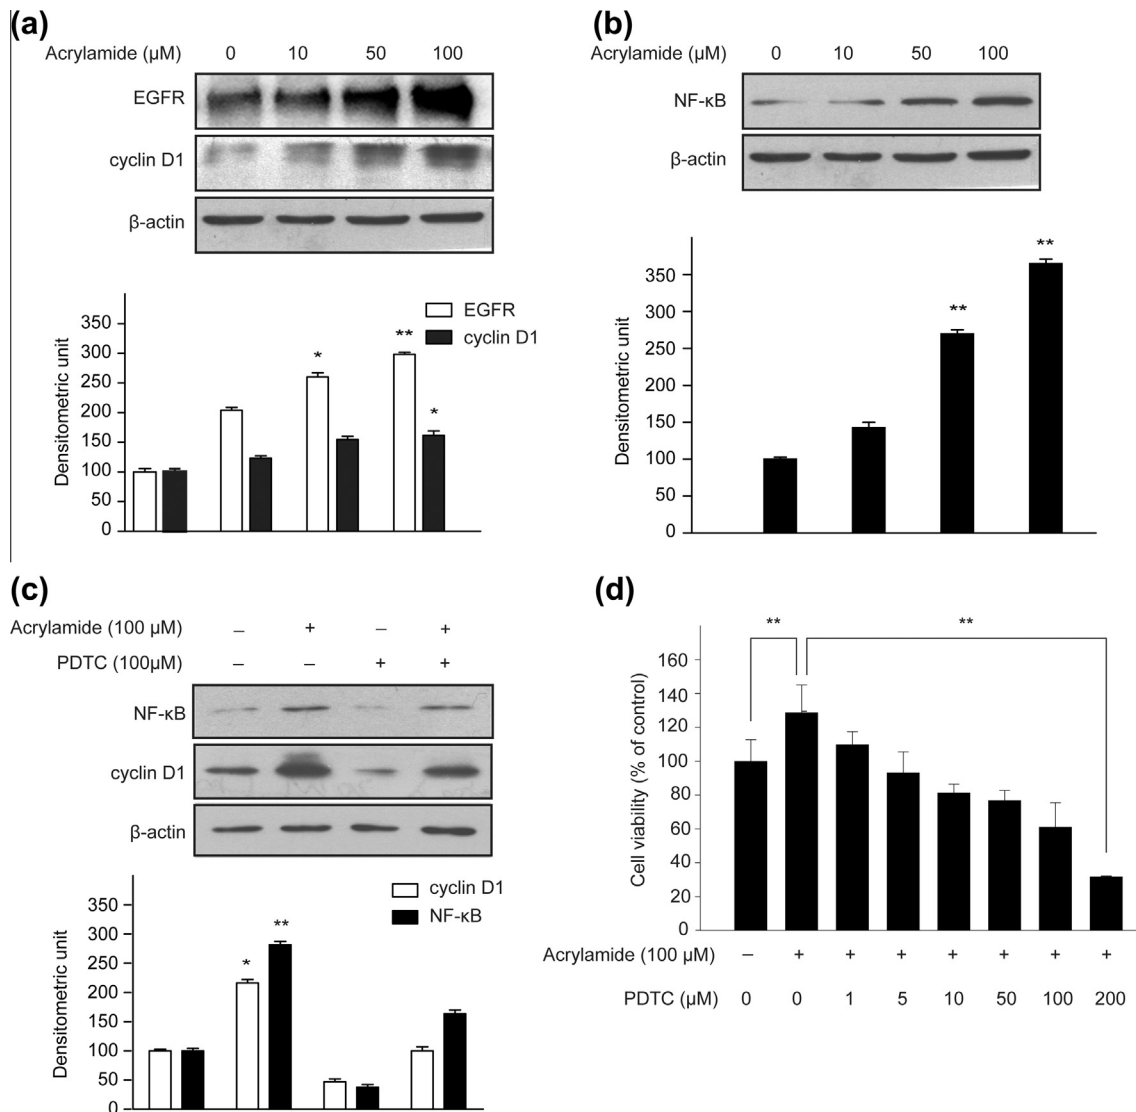 (a)
Acrylamide (µM) 0 10 50 100
EGFR
cyclin D1
β-actin
EGFR
cyclin D1
Densitometric unit
350
300
250
200
150
100
50
0
*
**
*
(b)
Acrylamide (µM) 0 10 50 100
NF-κB
β-actin
Densitometric unit
350
300
250
200
150
100
50
0
**
**
(c)
Acrylamide (100 µM) – + – +
PDTC (100µM) – – + +
NF-κB
cyclin D1
β-actin
cyclin D1
NF-κB
Densitometric unit
350
300
250
200
150
100
50
0
*
**
(d)
** **
Cell viability (% of control)
160
140
120
100
80
60
40
20
0
Acrylamide (100 µM) – + + + + + + +
PDTC (µM) 0 0 1 5 10 50 100 200